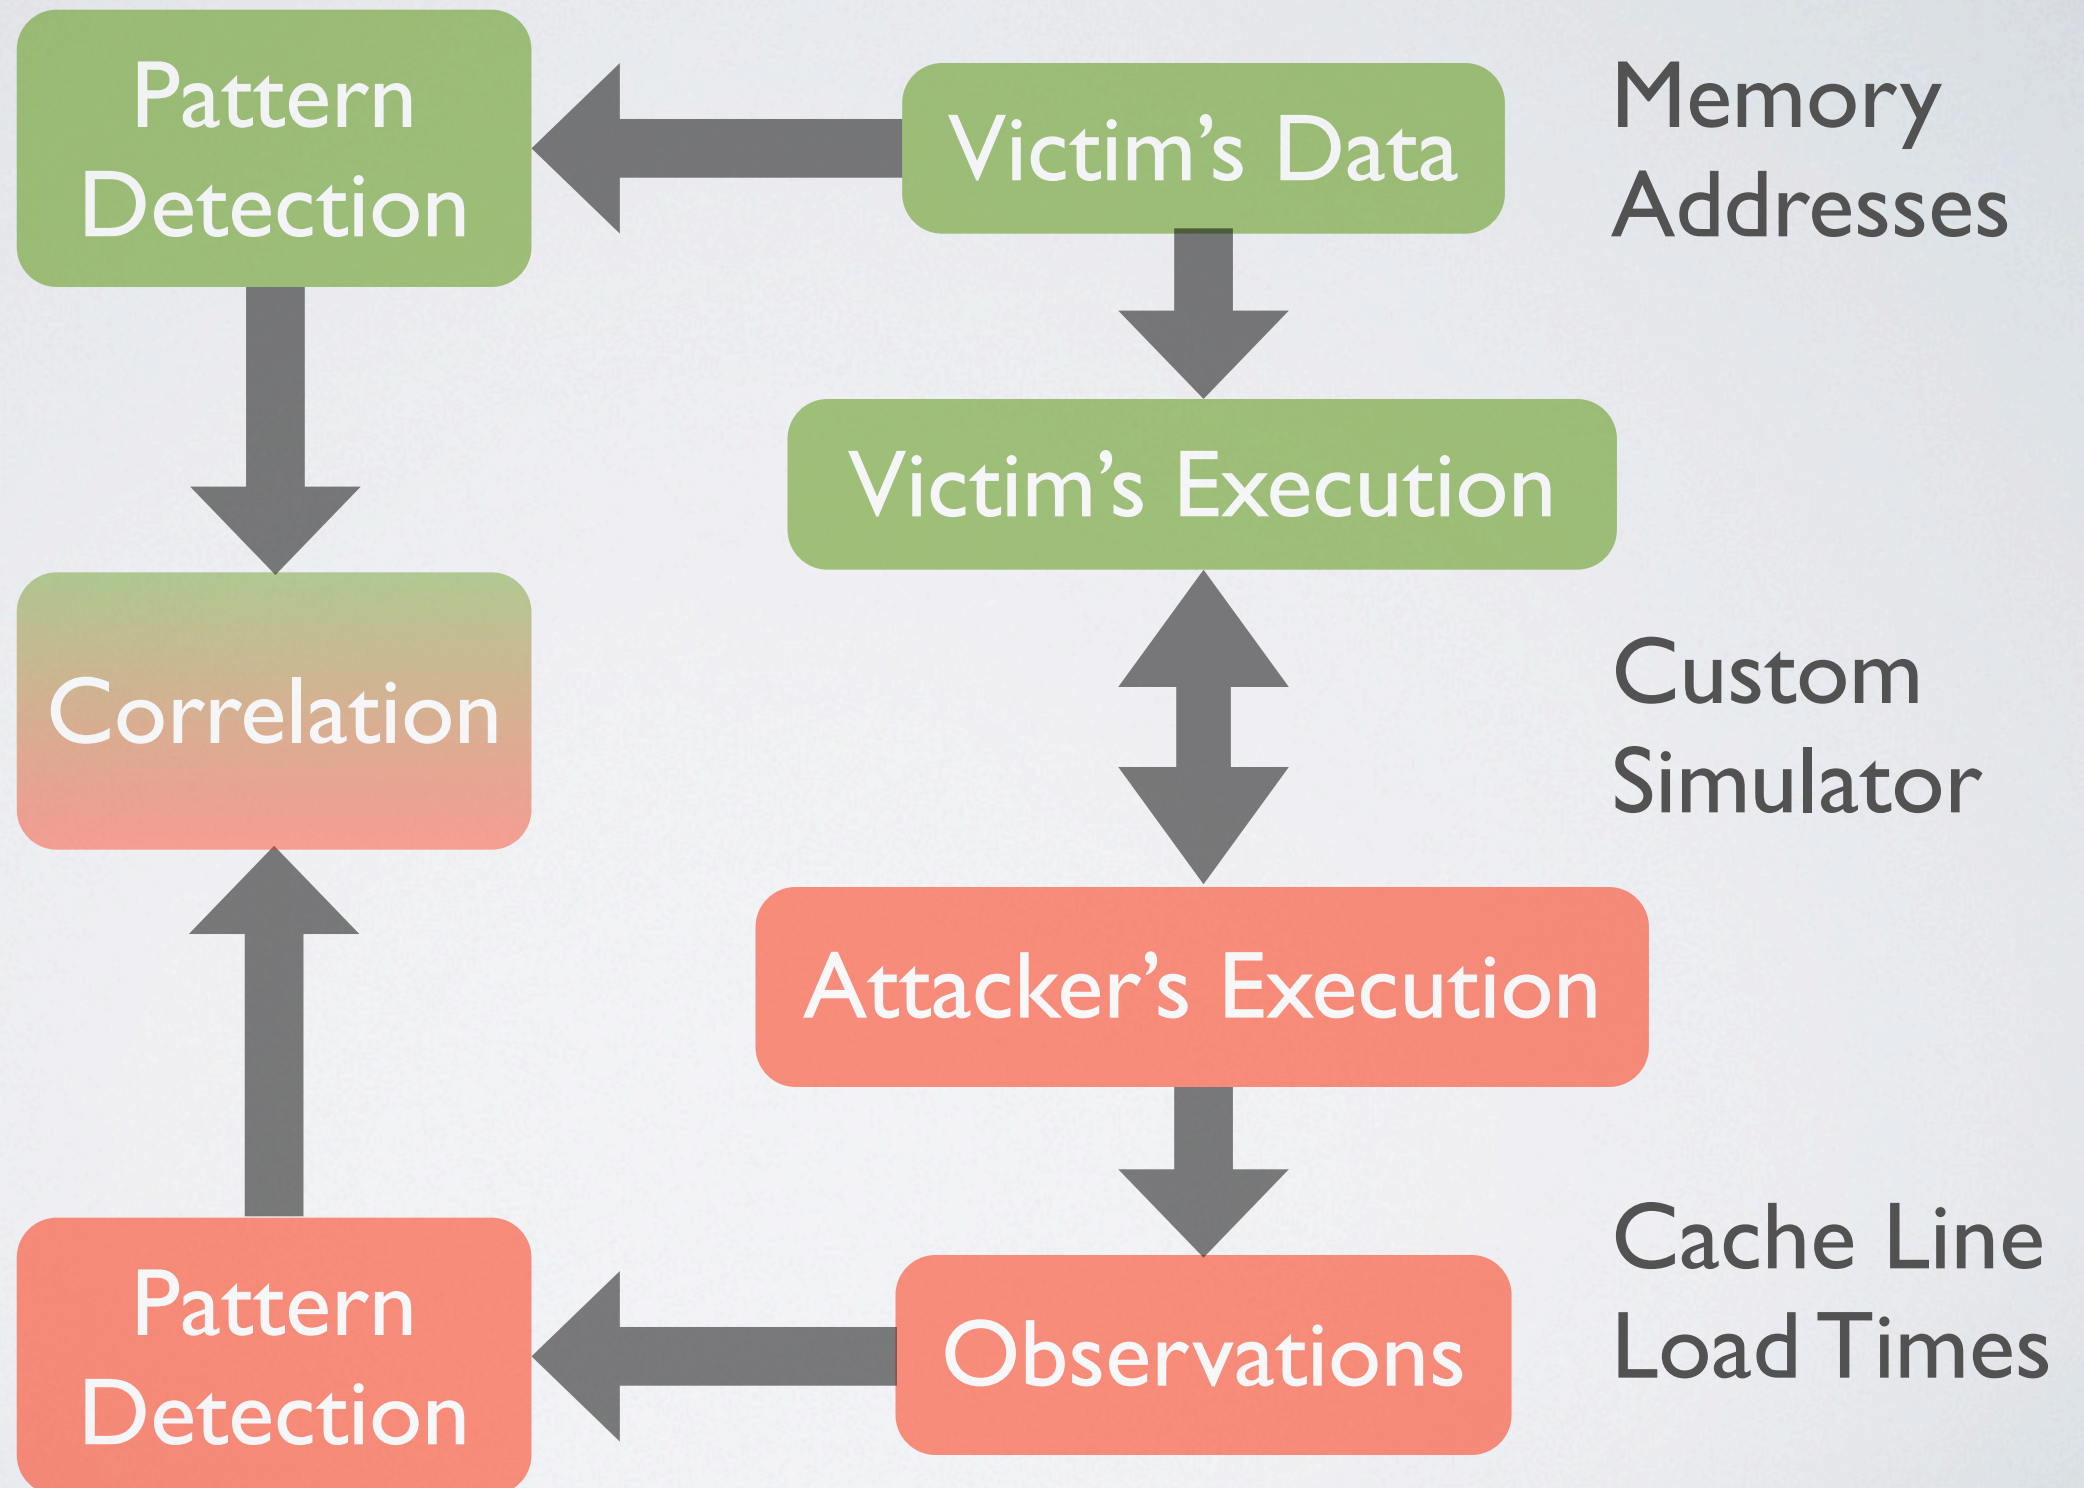 Pattern
Detection
Victim's Data
Memory
Addresses
Victim's Execution
Correlation
Custom
Simulator
Attacker's Execution
Pattern
Detection
Observations
Cache Line
Load Times